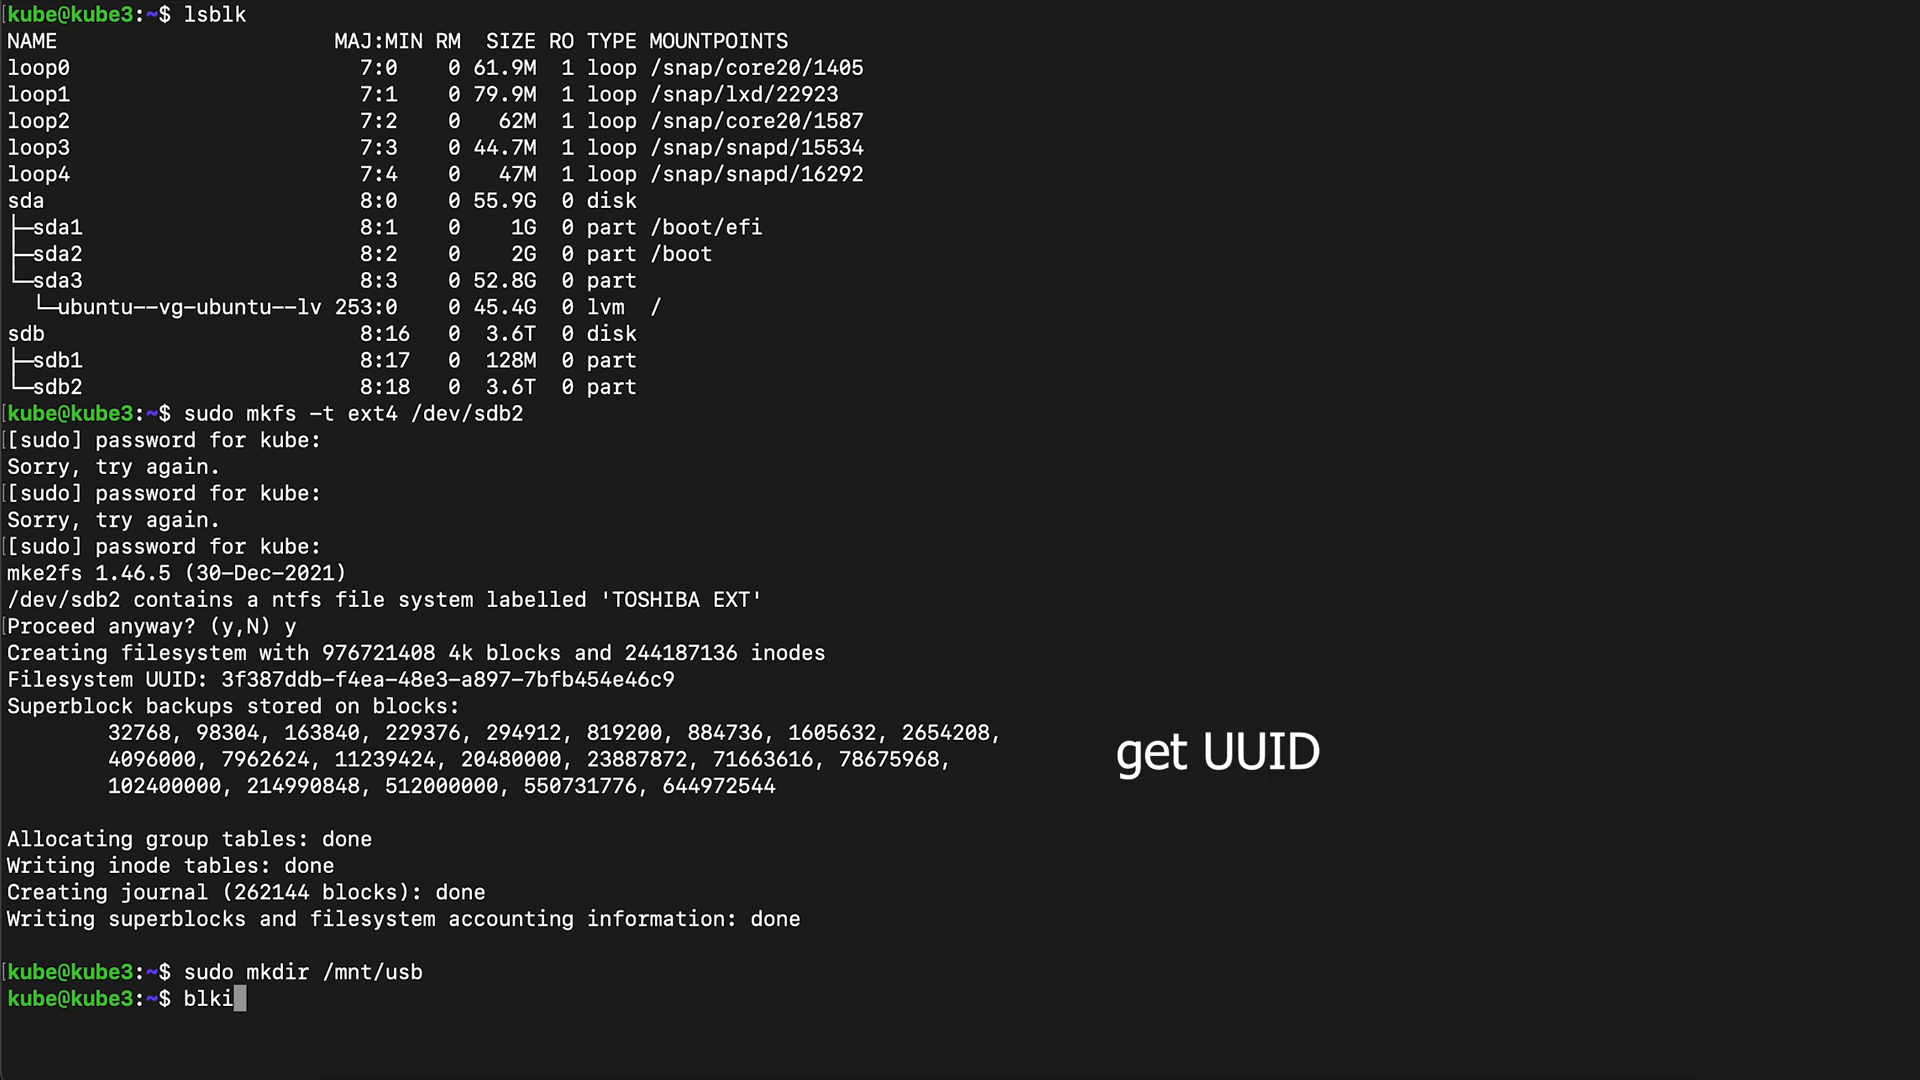 kube@kube3:~$ lsblk
NAME MAJ:MIN RM SIZE RO TYPE MOUNTPOINTS
loop0 7:0 0 61.9M 1 loop /snap/core20/1405
loop1 7:1 0 79.9M 1 loop /snap/lxd/22923
loop2 7:2 0 62M 1 loop /snap/core20/1587
loop3 7:3 0 44.7M 1 loop /snap/snapd/15534
loop4 7:4 0 47M 1 loop /snap/snapd/16292
sda 8:0 0 55.9G 0 disk
├─sda1 8:1 0 1G 0 part /boot/efi
├─sda2 8:2 0 2G 0 part /boot
└─sda3 8:3 0 52.8G 0 part
└─ubuntu--vg-ubuntu--lv 253:0 0 45.4G 0 lvm /
sdb 8:16 0 3.6T 0 disk
├─sdb1 8:17 0 128M 0 part
└─sdb2 8:18 0 3.6T 0 part
kube@kube3:~$ sudo mkfs -t ext4 /dev/sdb2
[sudo] password for kube:
Sorry, try again.
[sudo] password for kube:
Sorry, try again.
[sudo] password for kube:
mke2fs 1.46.5 (30-Dec-2021)
/dev/sdb2 contains a ntfs file system labelled 'TOSHIBA EXT'
Proceed anyway? (y,N) y
Creating filesystem with 976721408 4k blocks and 244187136 inodes
Filesystem UUID: 3f387ddb-f4ea-48e3-a897-7bfb454e46c9
Superblock backups stored on blocks:
32768, 98304, 163840, 229376, 294912, 819200, 884736, 1605632, 2654208,
4096000, 7962624, 11239424, 20480000, 23887872, 71663616, 78675968,
102400000, 214990848, 512000000, 550731776, 644972544
get UUID
Allocating group tables: done
Writing inode tables: done
Creating journal (262144 blocks): done
Writing superblocks and filesystem accounting information: done
kube@kube3:~$ sudo mkdir /mnt/usb
kube@kube3:~$ blki